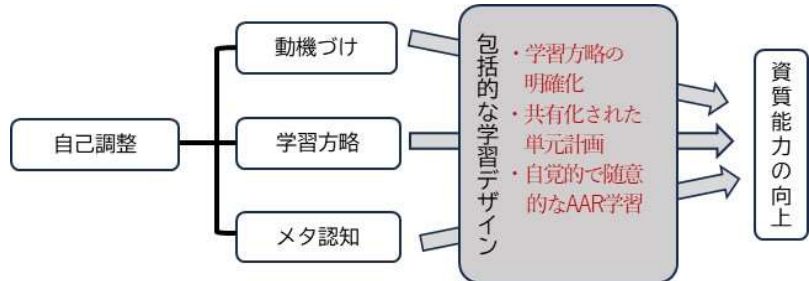 自己調整
動機づけ
学習方略
メタ認知
包括的な学習デザイン
・学習方略の
明確化
・共有化された
単元計画
・自覚的で随意
的なAAR学習
資質能力の向上